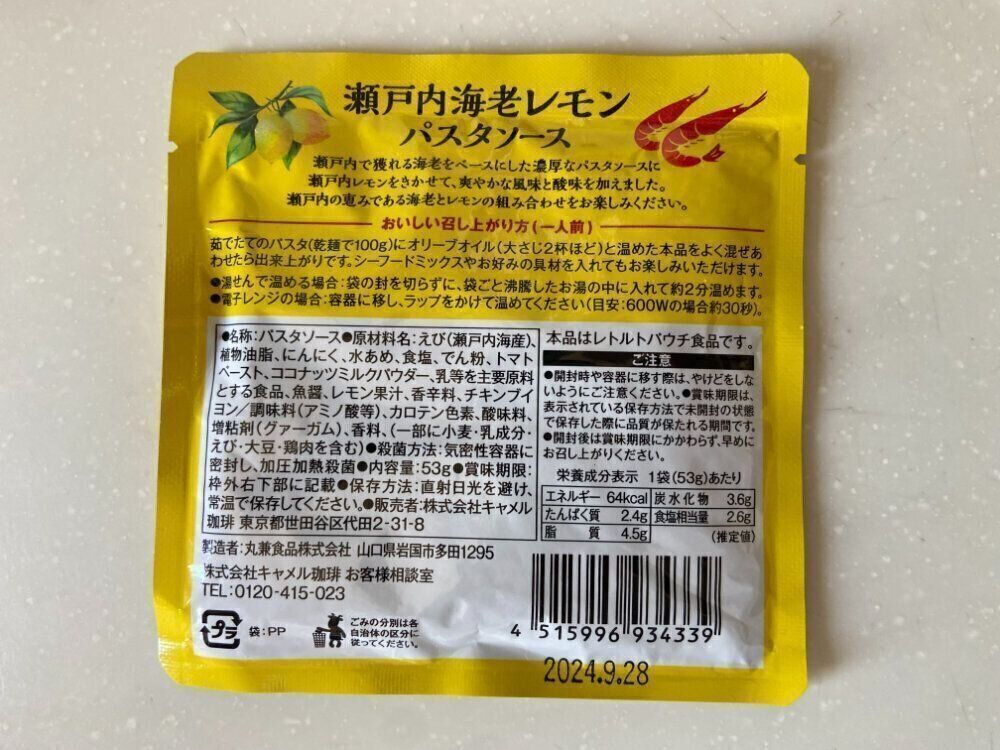 瀬戸内海老レモン
パスタソース
瀬戸内で獲れる海老をベースにした濃厚なパスタソースに
瀬戸内レモンをきかせて、爽やかな風味と酸味を加えました。
瀬戸内の恵みである海老とレモンの組み合わせをお楽しみください。
おいしい召し上がり方(一人前)
茹でたてのパスタ(乾麺で100g)にオリーブオイル(大さじ2杯ほど)と温めた本品をよく混ぜあ
わせたら出来上がりです。シーフードミックスやお好みの具材を入れてもお楽しみいただけます。
●湯せんで温める場合:袋の封を切らずに、袋ごと沸騰したお湯の中に入れて約2分温めます。
●電子レンジの場合:容器に移し、ラップをかけて温めてください(目安:600Wの場合約30秒)。
●名称:パスタソース●原材料名:えび(瀬戸内海産)、
植物油脂、にんにく、水あめ、食塩、でん粉、トマト
ペースト、ココナッツミルクパウダー、乳等を主要原料
とする食品、魚醤、レモン果汁、香辛料、チキンブイ
ヨン/調味料(アミノ酸等)、カロテン色素、酸味料、
増粘剤(グァーガム)、香料、(一部に小麦・乳成分・
えび・大豆・鶏肉を含む)●殺菌方法:気密性容器に
密封し、加圧加熱殺菌●内容量:53g●賞味期限:
枠外右下部に記載●保存方法:直射日光を避け、
常温で保存してください。●販売者:株式会社キャメル
珈琲 東京都世田谷区代田2-31-8
製造者:丸兼食品株式会社 山口県岩国市多田1295
株式会社キャメル珈琲 お客様相談室
TEL:0120-415-023
プラ
袋:PP
ごみの分別は各
自治体の区分に
従ってください。
本品はレトルトパウチ食品です。
ご注意
●開封時や容器に移す際は、やけどをしな
いようにご注意ください。●賞味期限は、
表示されている保存方法で未開封の状態
で保存した際に品質が保たれる期間です。
●開封後は賞味期限にかかわらず、早めに
お召し上がりください。
栄養成分表示 1袋(53g)あたり
エネルギー 64kcal 炭水化物 3.6g
たんぱく質 2.4g 食塩相当量 2.6g
脂質 4.5g (推定値)
4 515996 934339
2024.9.28